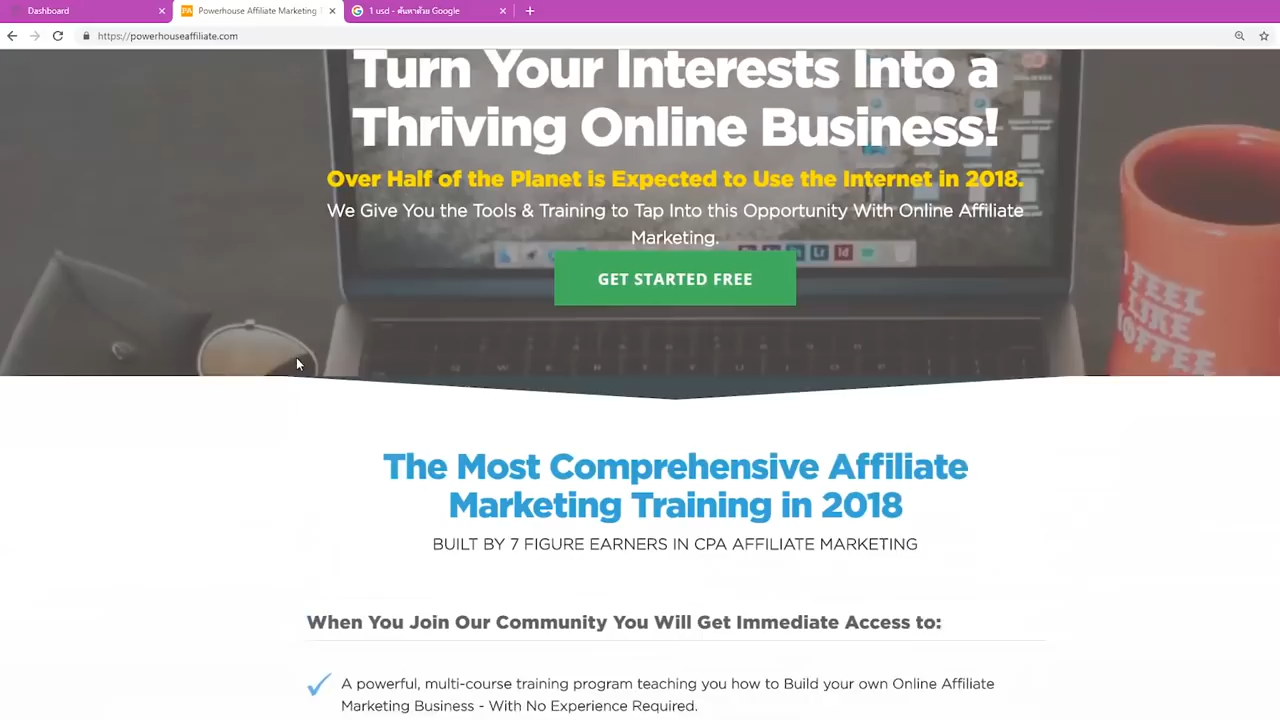 Dashboard
Powerhouse Affiliate Marketing
1 usd - ค้นหาด้วย Google
https://powerhouseaffiliate.com
Turn Your Interests Into a
Thriving Online Business!
Over Half of the Planet is Expected to Use the Internet in 2018.
We Give You the Tools & Training to Tap Into this Opportunity With Online Affiliate
Marketing.
Lr Id
GET STARTED FREE
I FEEL
LIKE
COFFEE
The Most Comprehensive Affiliate
Marketing Training in 2018
BUILT BY 7 FIGURE EARNERS IN CPA AFFILIATE MARKETING
When You Join Our Community You Will Get Immediate Access to:
A powerful, multi-course training program teaching you how to Build your own Online Affiliate
Marketing Business - With No Experience Required.